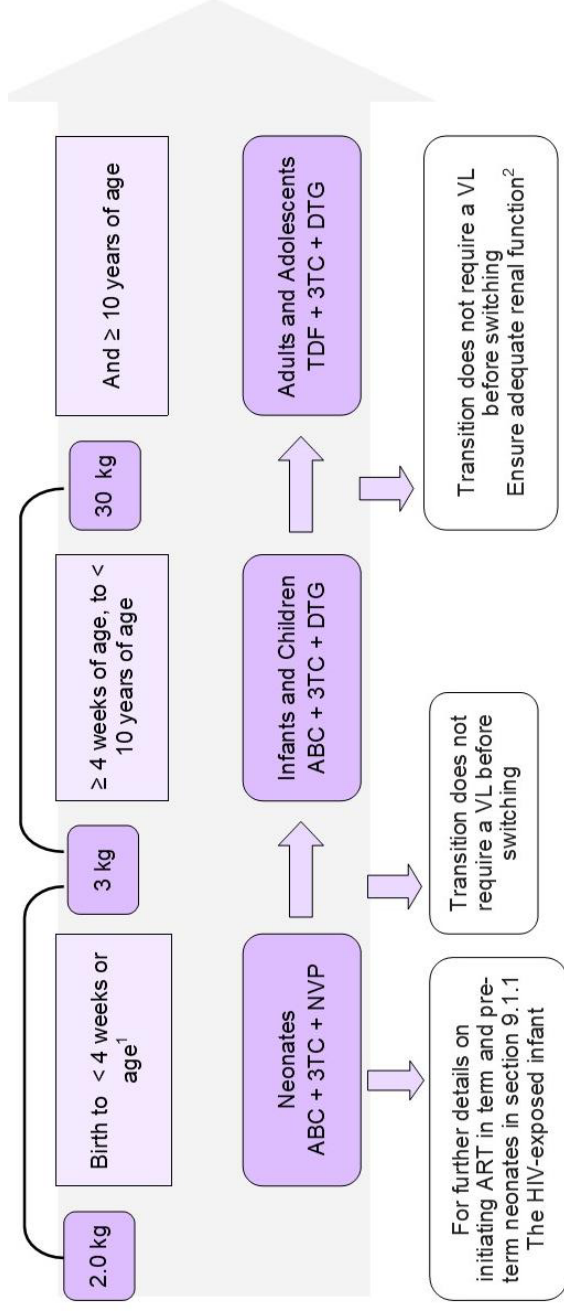 2.0 kg
Birth to < 4 weeks or
age¹
3 kg
≥ 4 weeks of age, to <
10 years of age
30 kg
And ≥ 10 years of age
Neonates
ABC + 3TC + NVP
Infants and Children
ABC + 3TC + DTG
Adults and Adolescents
TDF + 3TC + DTG
For further details on
initiating ART in term and pre-
term neonates in section 9.1.1
The HIV-exposed infant
Transition does not
require a VL before
switching
Transition does not require a VL
before switching
Ensure adequate renal function²